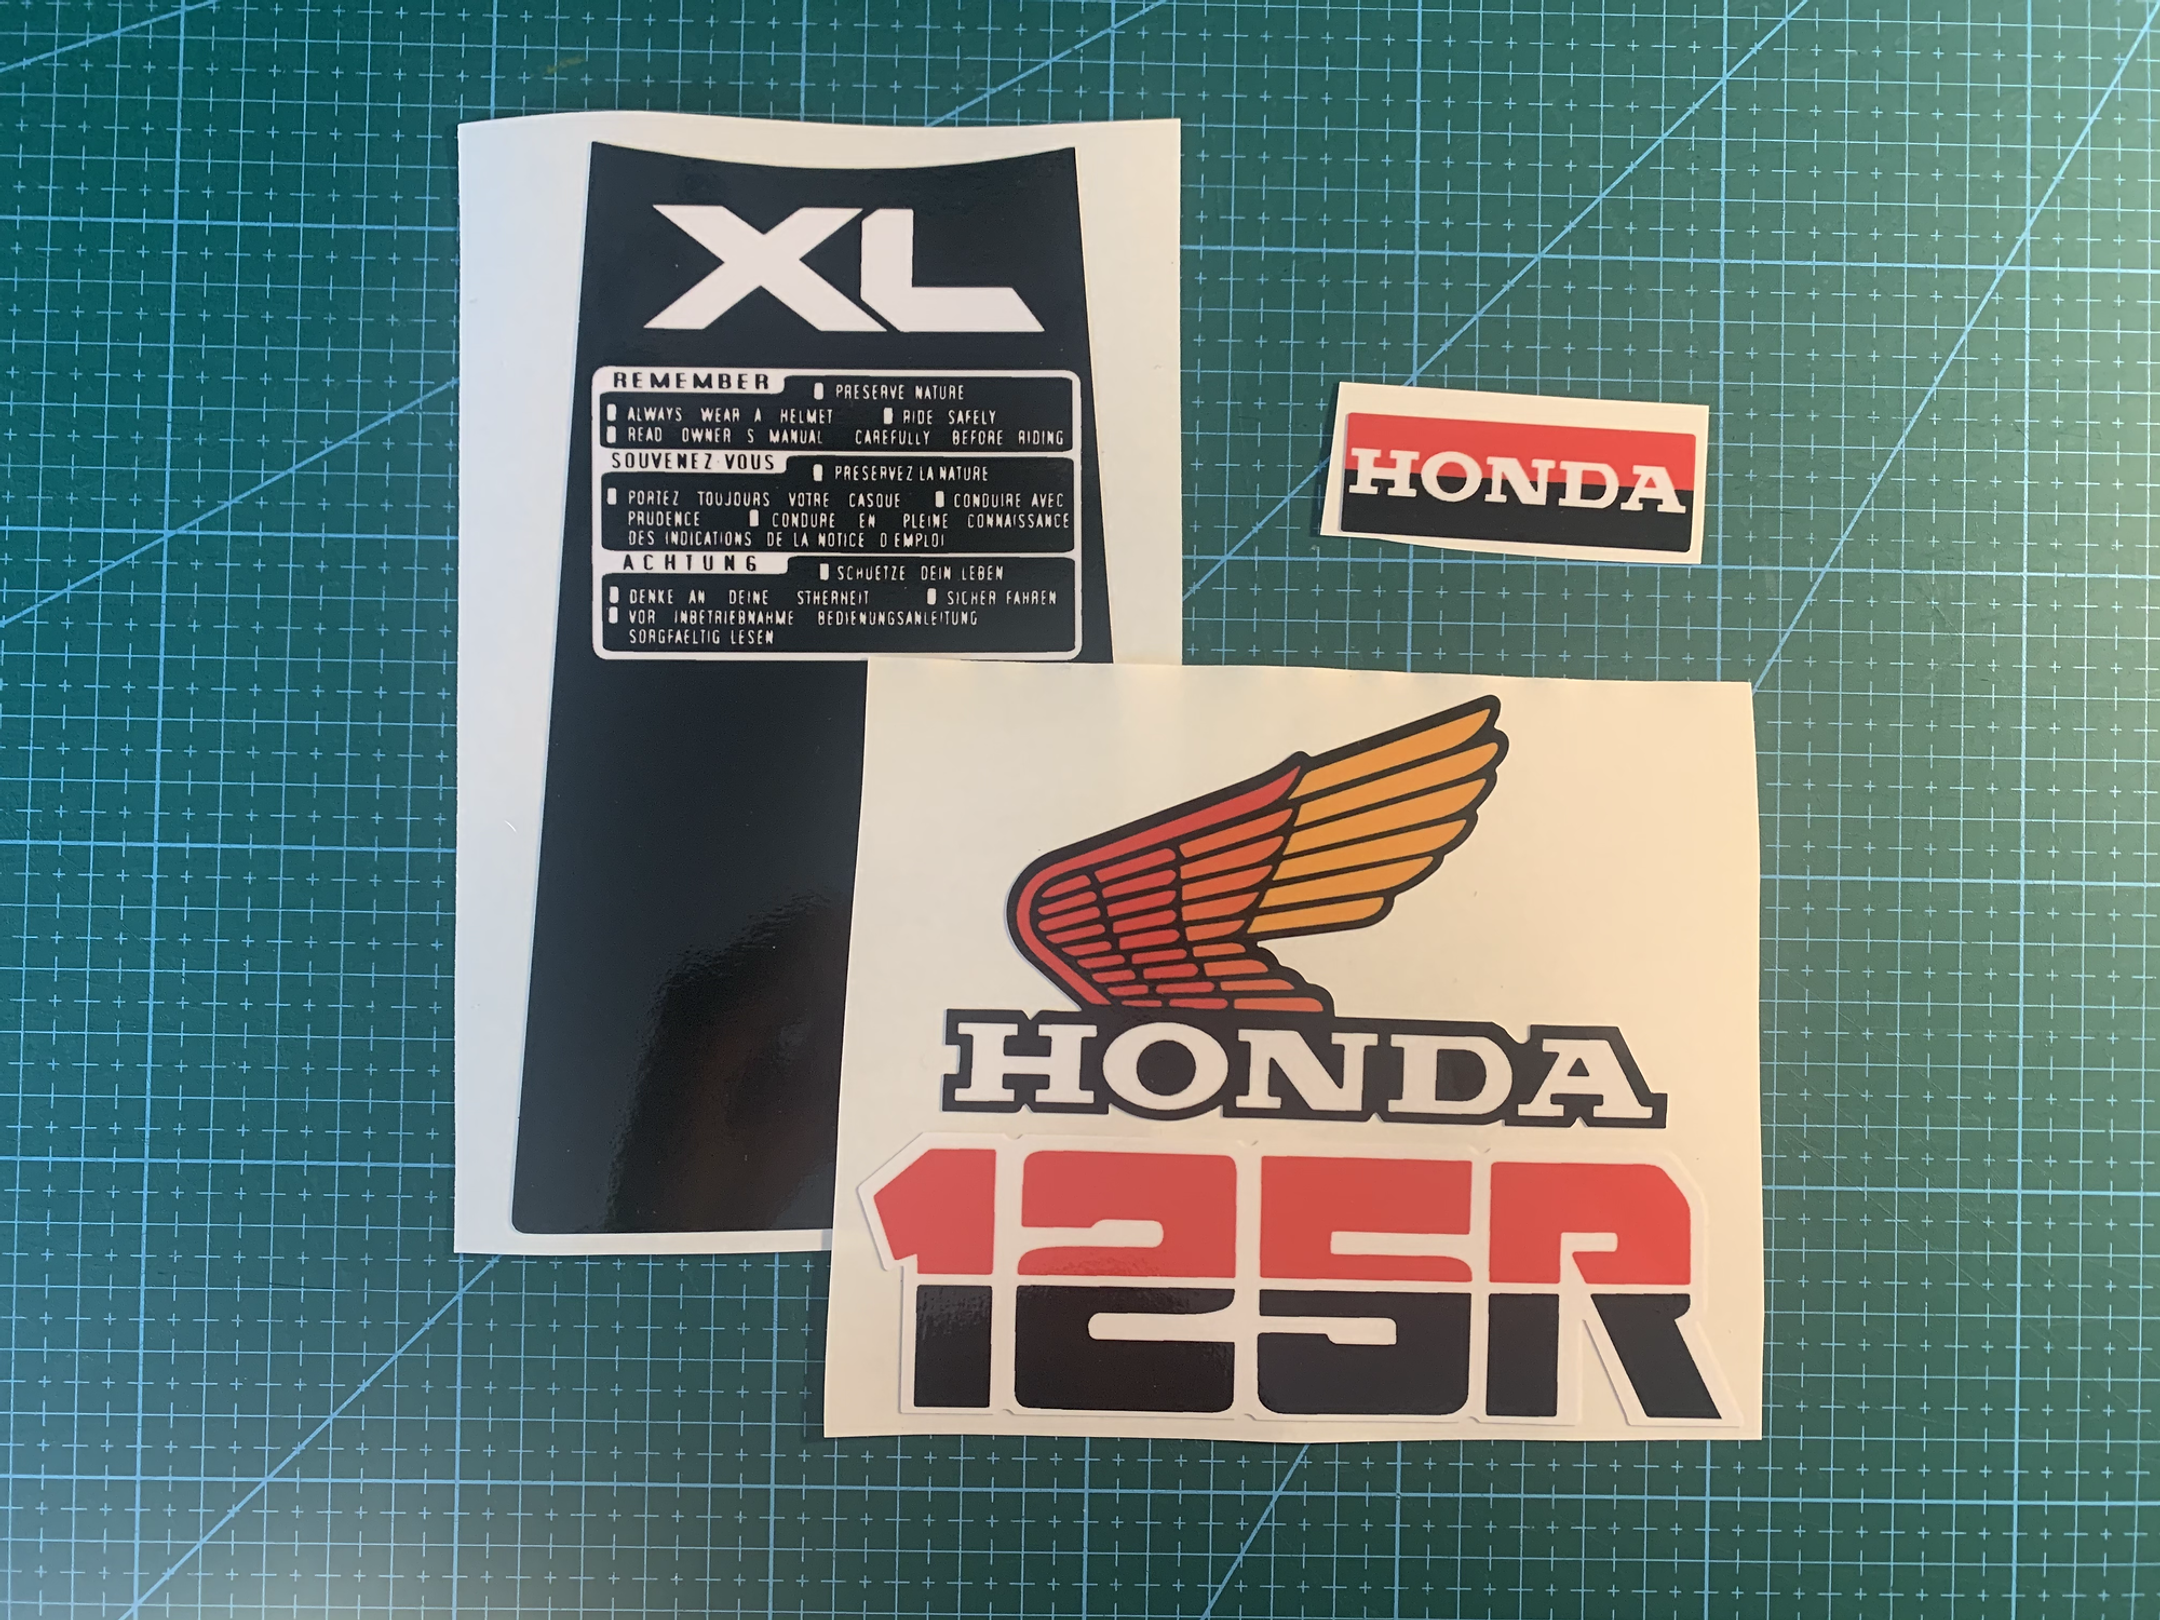 XL
REMEMBER
PRESERVE NATURE
ALWAYS WEAR A HELMET RIDE SAFELY
READ OWNER S MANUAL CAREFULLY BEFORE RIDING
SOUVENEZ-VOUS
PRESERVEZ LA NATURE
PORTEZ TOUJOURS VOTRE CASQUE CONDUIRE AVEC
PRUDENCE CONDURE EN PLEINE CONNAISSANCE
DES INDICATIONS DE LA NOTICE D EMPLOI
ACHTUNG
SCHUETZE DEIN LEBEN
DENKE AN DEINE STHERHEIT SICHER FAHREN
VOR INBETRIEBNAHME BEDIENUNGSANLEITUNG
SORGFAELTIG LESEN
HONDA
HONDA
125R